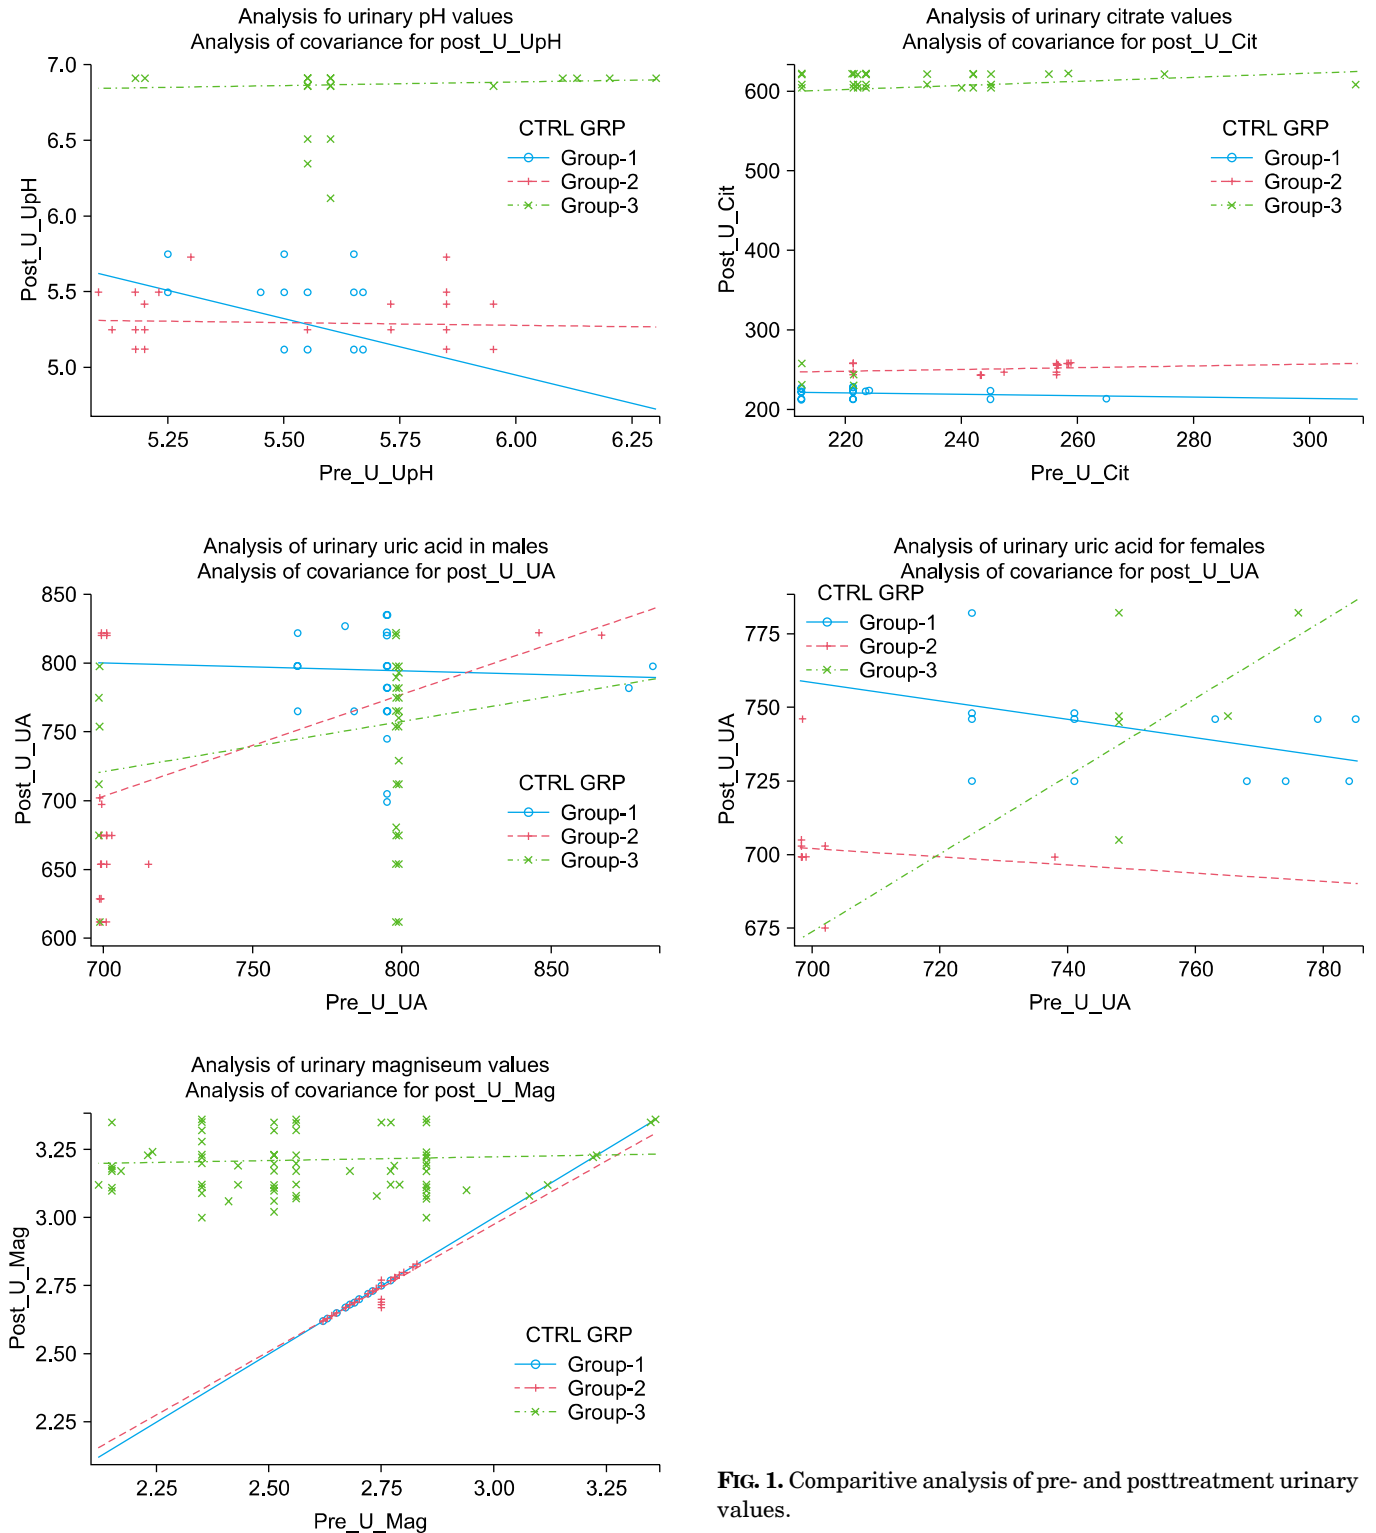 Analysis fo urinary pH values
Analysis of covariance for post_U_UpH
7.0
6.5
6.0
5.5
5.0
Post_U_UpH
CTRL GRP
Group-1
Group-2
Group-3
5.25 5.50 5.75 6.00 6.25
Pre_U_UpH
Analysis of urinary citrate values
Analysis of covariance for post_U_Cit
600
500
400
300
200
Post_U_Cit
CTRL GRP
Group-1
Group-2
Group-3
220 240 260 280 300
Pre_U_Cit
Analysis of urinary uric acid in males
Analysis of covariance for post_U_UA
850
800
750
700
650
600
Post_U_UA
CTRL GRP
Group-1
Group-2
Group-3
700 750 800 850
Pre_U_UA
Analysis of urinary uric acid for females
Analysis of covariance for post_U_UA
CTRL GRP
Group-1
Group-2
Group-3
775
750
725
700
675
Post_U_UA
700 720 740 760 780
Pre_U_UA
Analysis of urinary magniseum values
Analysis of covariance for post_U_Mag
3.25
3.00
2.75
2.50
2.25
Post_U_Mag
CTRL GRP
Group-1
Group-2
Group-3
2.25 2.50 2.75 3.00 3.25
Pre_U_Mag
FIG. 1. Comparitive analysis of pre- and posttreatment urinary
values.